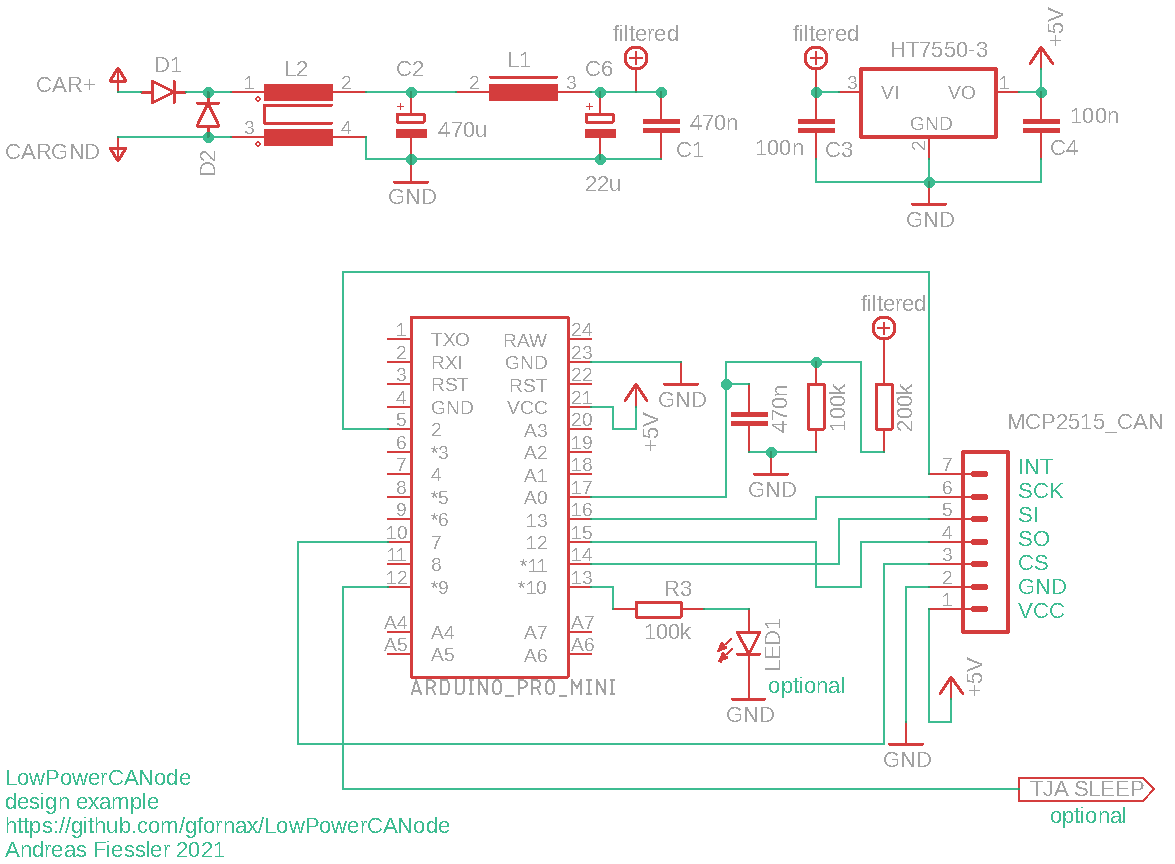 filtered
filtered
+5V
D1
L2
C2
L1
C6
HT7550-3
CAR+
1
2
2
3
3
VI
VO
1
+
+
470u
470n
C1
100n
C3
GND
2
100n
C4
CARGND
3
4
D2
22u
GND
GND
filtered
1
TXO
RAW
24
2
RXI
GND
23
3
RST
RST
22
4
GND
VCC
21
5
2
A3
20
6
*3
A2
19
7
4
A1
18
8
*5
A0
17
9
*6
13
16
10
7
12
15
11
8
*11
14
12
*9
*10
13
A4
A4
A7
A7
A5
A5
A6
A6
ARDUINO_PRO_MINI
GND
+5V
470n
100k
200k
GND
MCP2515_CAN
7
INT
6
SCK
5
SI
4
SO
3
CS
2
GND
1
VCC
R3
100k
LED1
optional
GND
+5V
GND
TJA SLEEP
optional
LowPowerCANode
design example
https://github.com/gfornax/LowPowerCANode
Andreas Fiessler 2021